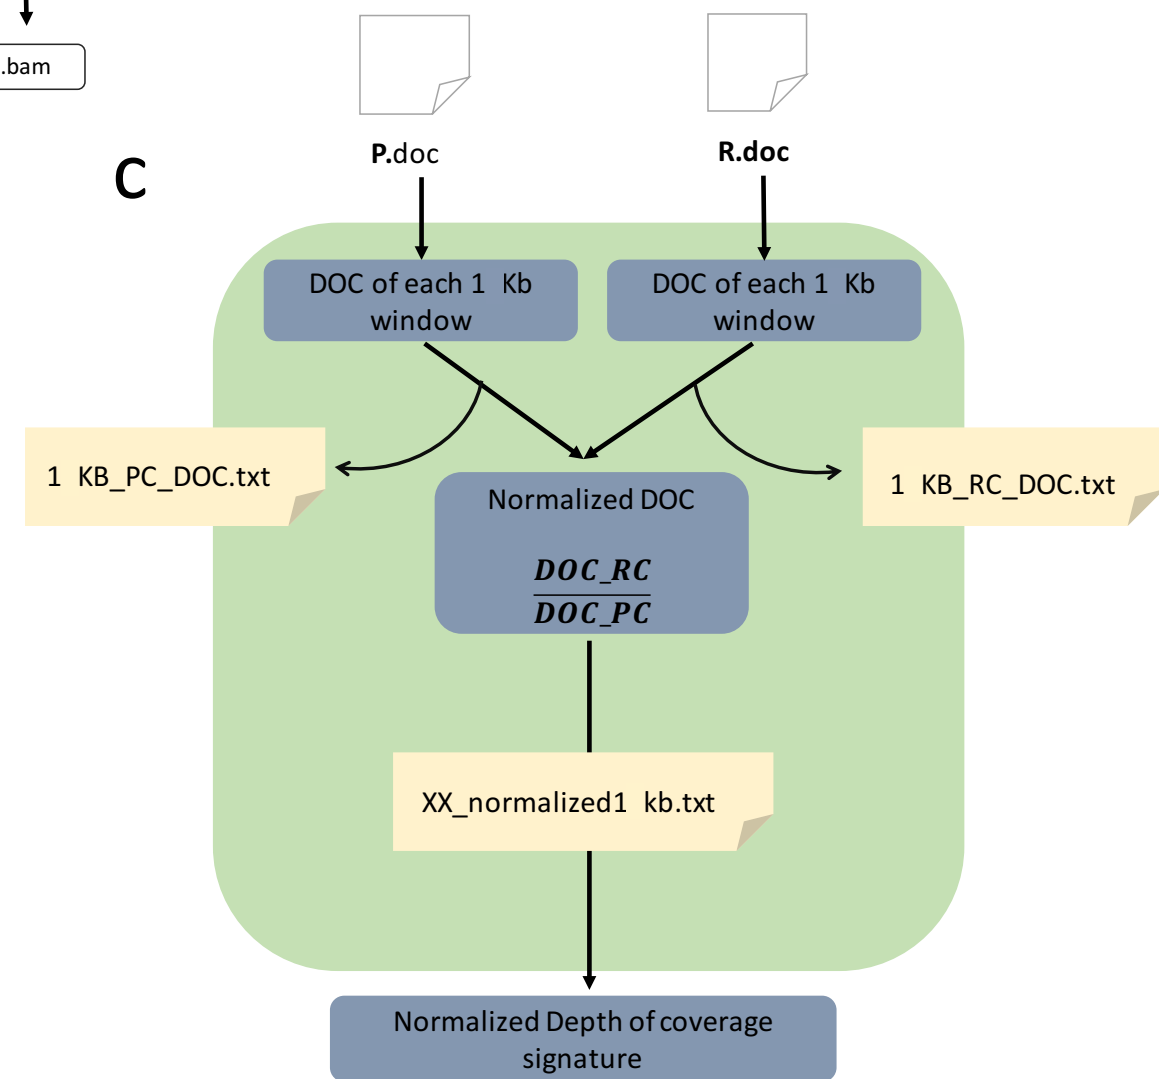 .bam
P.doc
R.doc
C
DOC of each 1 Kb
window
DOC of each 1 Kb
window
1 KB_PC_DOC.txt
1 KB_RC_DOC.txt
Normalized DOC
DOC_RC
DOC_PC
XX_normalized1 kb.txt
Normalized Depth of coverage
signature